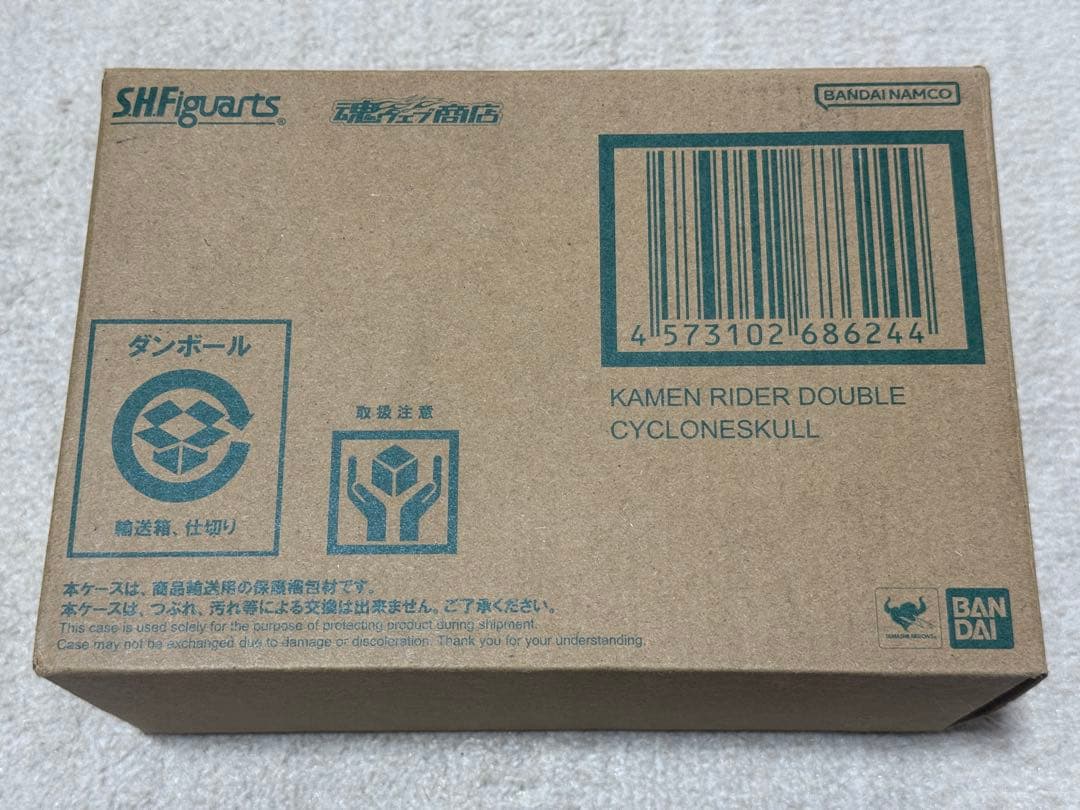 S.H.Figuarts®
魂ウェブ商店
BANDAI NAMCO
4 573102 686244
KAMEN RIDER DOUBLE
CYCLONESKULL
ダンボール
輸送箱、仕切り
取扱注意
本ケースは、商品輸送用の保護梱包材です。
本ケースは、つぶれ、汚れ等による交換は出来ません。ご了承ください。
This case is used solely for the purpose of protecting product during shipment.
Case may not be exchanged due to damage or discoloration. Thank you for your understanding.
TAMASHII NATIONS
BAN
DAI